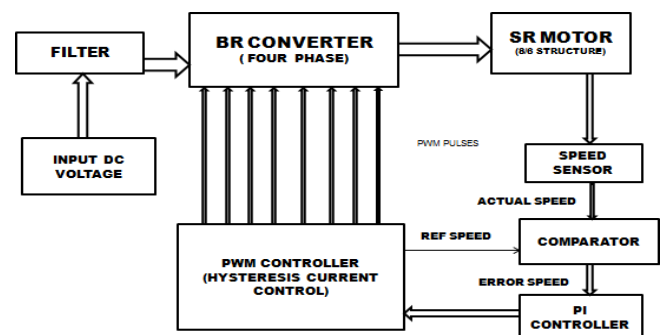 FILTER
BR CONVERTER
( FOUR PHASE)
SR MOTOR
(8/6 STRUCTURE)
INPUT DC
VOLTAGE
PWM PULSES
SPEED
SENSOR
ACTUAL SPEED
PWM CONTROLLER
(HYSTERESIS CURRENT
CONTROL)
REF SPEED
COMPARATOR
ERROR SPEED
PI
CONTROLLER